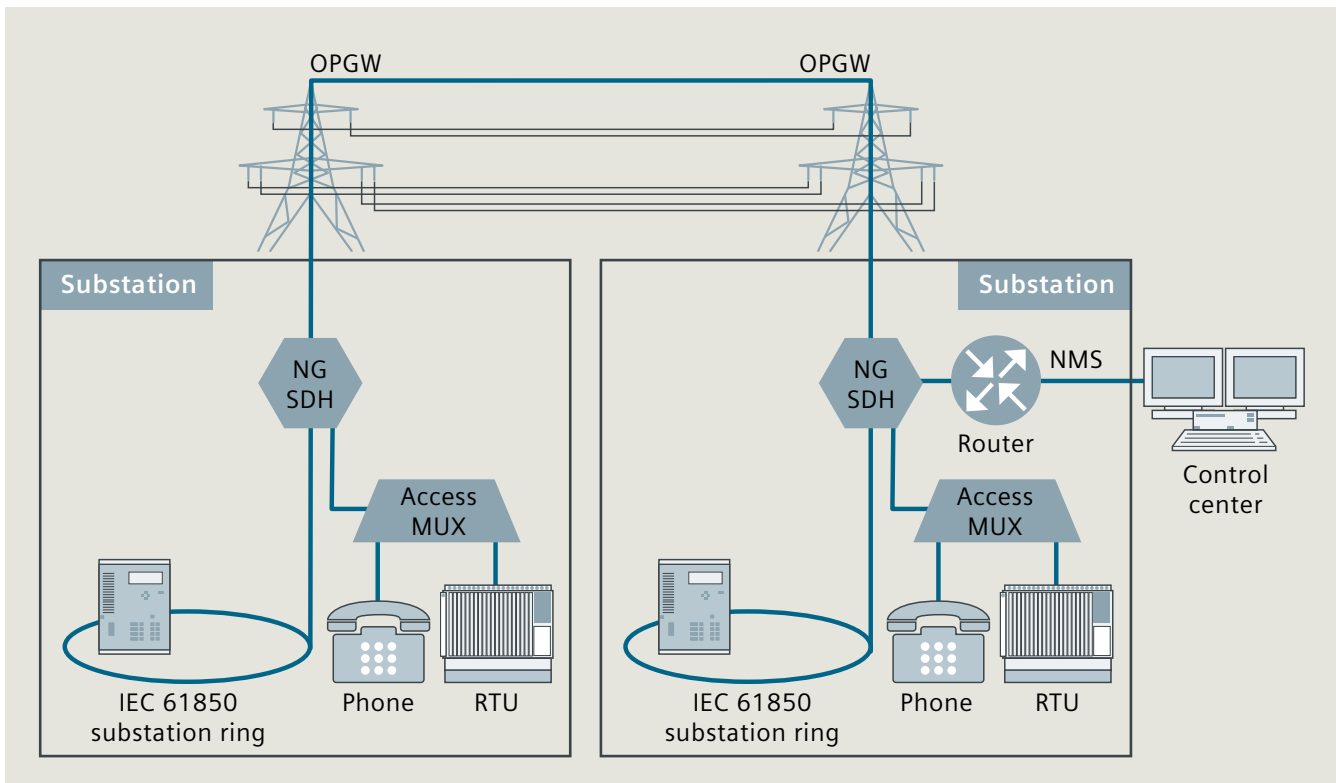 OPGW
OPGW
Substation
NG
SDH
Access
MUX
IEC 61850
substation ring
Phone
RTU
Substation
NG
SDH
Router
NMS
Control
center
Access
MUX
IEC 61850
substation ring
Phone
RTU